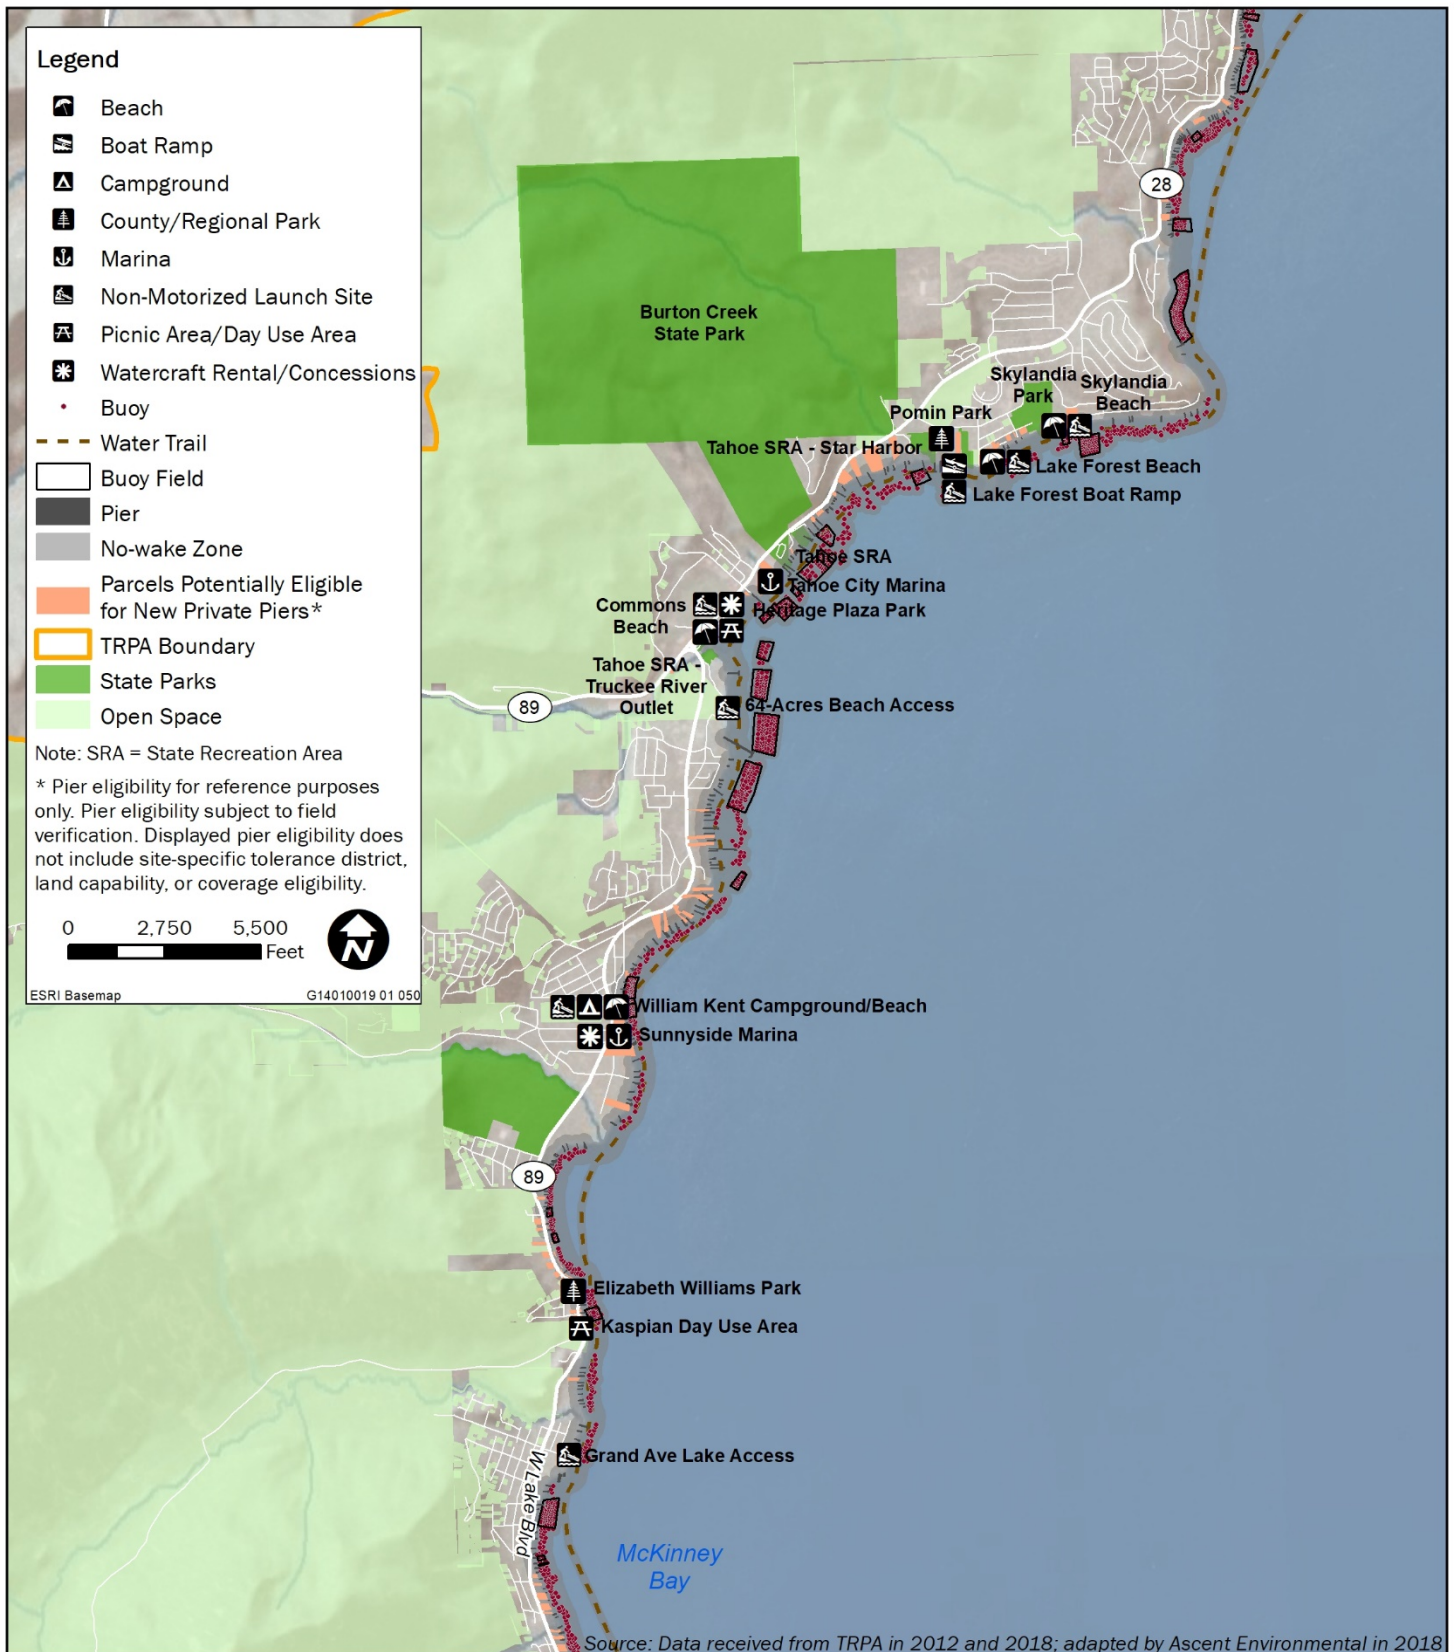 Legend
Beach
Boat Ramp
Campground
County/Regional Park
Marina
Non-Motorized Launch Site
Picnic Area/Day Use Area
Watercraft Rental/Concessions
Buoy
Water Trail
Buoy Field
Pier
No-wake Zone
Parcels Potentially Eligible
for New Private Piers*
TRPA Boundary
State Parks
Open Space
Note: SRA = State Recreation Area
* Pier eligibility for reference purposes
only. Pier eligibility subject to field
verification. Displayed pier eligibility does
not include site-specific tolerance district,
land capability, or coverage eligibility.
0 2,750 5,500
Feet
N
ESRI Basemap G14010019 01 050
28
Burton Creek
State Park
Skylandia
Park
Skylandia
Beach
Pomin Park
Tahoe SRA - Star Harbor
Lake Forest Beach
Lake Forest Boat Ramp
Tahoe SRA
Tahoe City Marina
Commons
Beach
Heritage Plaza Park
Tahoe SRA -
Truckee River
Outlet
89
64-Acres Beach Access
William Kent Campground/Beach
Sunnyside Marina
89
Elizabeth Williams Park
Kaspian Day Use Area
Grand Ave Lake Access
W Lake Blvd
McKinney
Bay
Source: Data received from TRPA in 2012 and 2018; adapted by Ascent Environmental in 2018